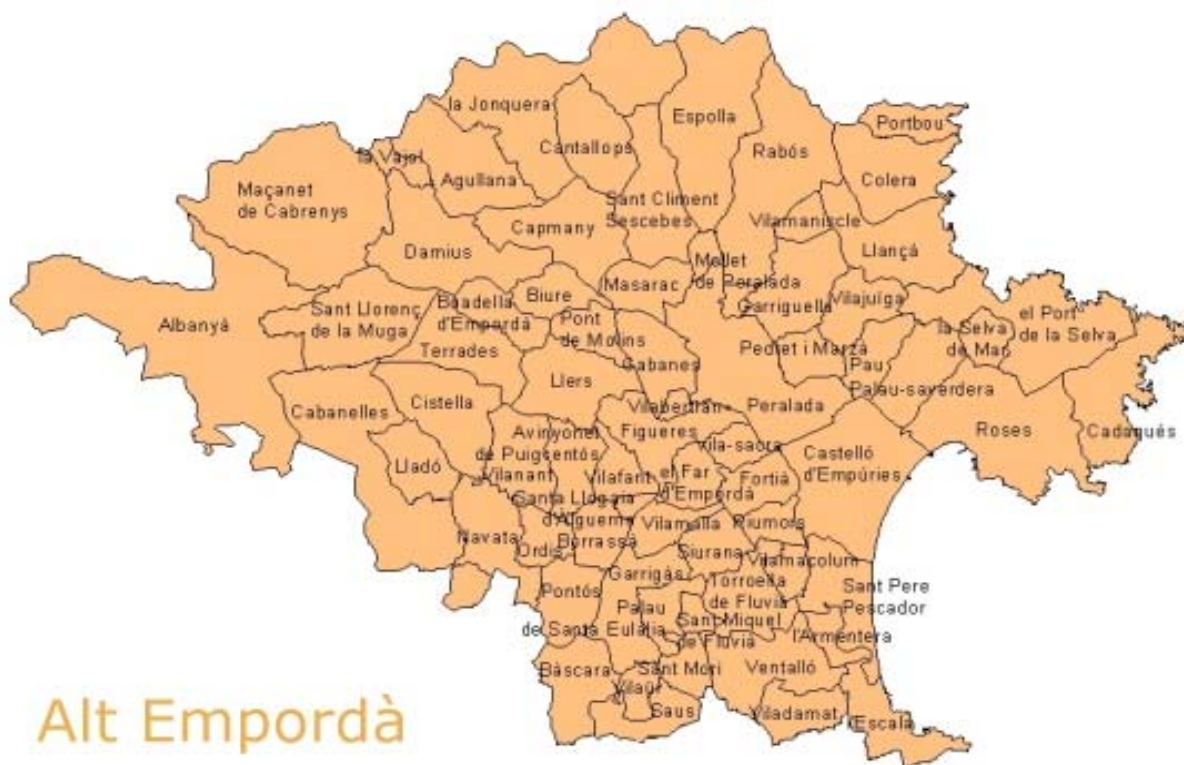 la Jonquera
Espolla
Portbou
Cantallops
Rabós
la Vajol
Agullana
Colera
Maçanet
de Cabrenys
Sant Climent
Sescebes
Vilamaniscle
Capmany
Darnius
Llançà
Mollet
de Peralada
Masarac
Biure
Boadella
d'Empordà
Garriguella
Vilajuïga
Albanyà
Sant Llorenç
de la Muga
Pont
de Molins
el Port
de la Selva
la Selva
de Mar
Terrades
Cabanes
Pedret i Marzà
Pau
Llers
Palau-saverdera
Cistella
Cabanelles
Vilabertran
Peralada
Roses
Cadaqués
Avinyonet
de Puigcentós
Figueres
Vila-sacra
Castelló
d'Empúries
Lladó
Vilanant
Vilafant
el Far
d'Empordà
Fortià
Santa Llogaia
d'Àlguema
Vilamalla
Riumors
Navata
Ordis
Borrassà
Siurana
Vilamacolum
Garrigàs
Torroella
de Fluvià
Sant Pere
Pescador
Pontós
Palau
de Santa Eulàlia
Sant Miquel
de Fluvià
l'Armentera
Bàscara
Sant Mori
Ventalló
Vilaür
Saus
Viladamat
l'Escala
Alt Empordà